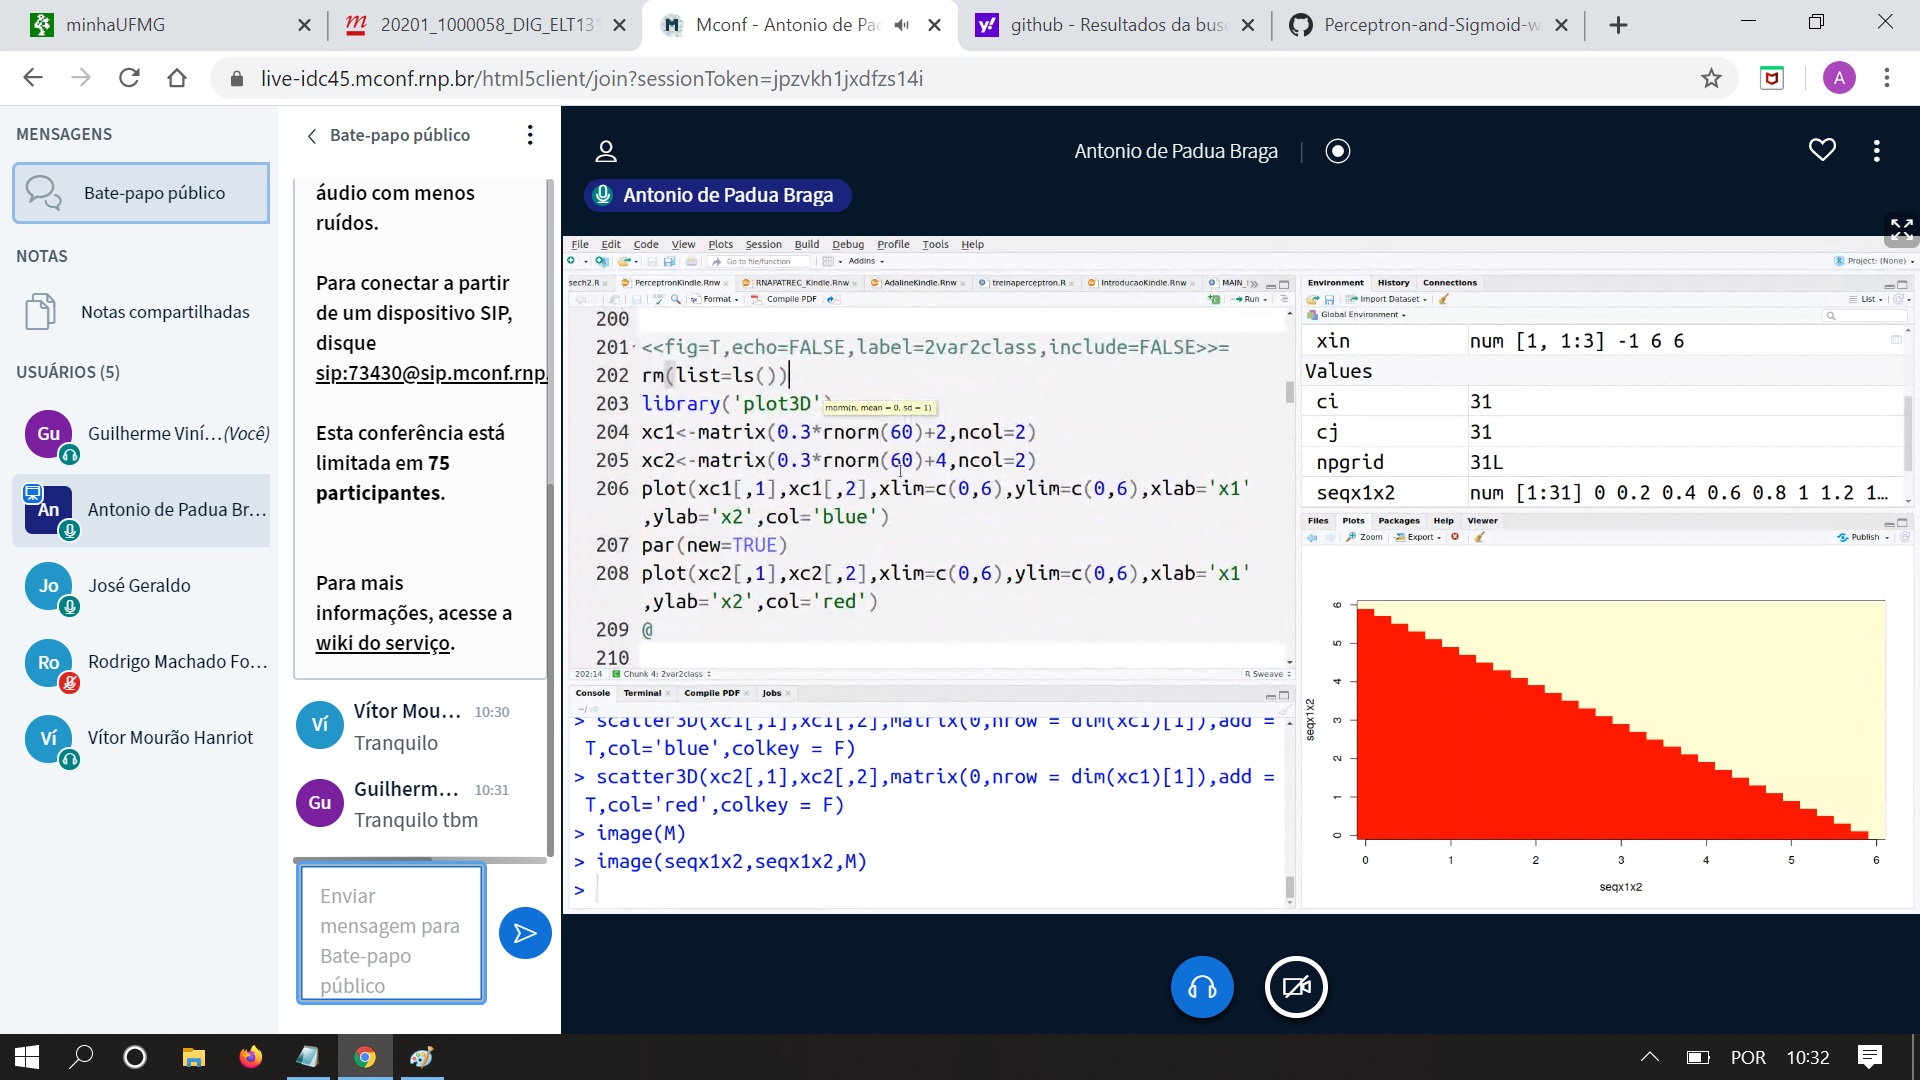 minhaUFMG
20201_1000058_DIG_ELT13
Mconf - Antonio de Pad
github - Resultados da bus
Perceptron-and-Sigmoid-w
live-idc45.mconf.rnp.br/html5client/join?sessionToken=jpzvkh1jxdfzs14i
A
MENSAGENS
Bate-papo público
NOTAS
Notas compartilhadas
USUÁRIOS (5)
Gu
Guilherme Viní... (Você)
An
Antonio de Padua Br...
Jo
José Geraldo
Ro
Rodrigo Machado Fo...
Ví
Vítor Mourão Hanriot
Bate-papo público
áudio com menos
ruídos.
Para conectar a partir
de um dispositivo SIP,
disque
sip:73430@sip.mconf.rnp.
Esta conferência está
limitada em 75
participantes.
Para mais
informações, acesse a
wiki do serviço.
Ví
Vítor Mou... 10:30
Tranquilo
Gu
Guilherm... 10:31
Tranquilo tbm
Enviar
mensagem para
Bate-papo
público
Antonio de Padua Braga
Antonio de Padua Braga
File Edit Code View Plots Session Build Debug Profile Tools Help
Go to file/function Addins
Project: (None)
sech2.R PerceptronKindle.Rnw RNAPATREC_Kindle.Rnw AdalineKindle.Rnw treinaperceptron.R IntroducaoKindle.Rnw MAIN_
Format Compile PDF Run
200
201 <<fig=T,echo=FALSE,label=2var2class,include=FALSE>>=
202 rm(list=ls())
203 library('plot3D')
rnorm(n, mean = 0, sd = 1)
204 xc1<-matrix(0.3*rnorm(60)+2,ncol=2)
205 xc2<-matrix(0.3*rnorm(60)+4,ncol=2)
206 plot(xc1[,1],xc1[,2],xlim=c(0,6),ylim=c(0,6),xlab='x1'
,ylab='x2',col='blue')
207 par(new=TRUE)
208 plot(xc2[,1],xc2[,2],xlim=c(0,6),ylim=c(0,6),xlab='x1'
,ylab='x2',col='red')
209 @
210
202:14 Chunk 4: 2var2class R Sweave
Console Terminal Compile PDF Jobs
~/
> scatter3D(xc1[,1],xc1[,2],matrix(0,nrow = dim(xc1)[1]),add =
T,col='blue',colkey = F)
> scatter3D(xc2[,1],xc2[,2],matrix(0,nrow = dim(xc1)[1]),add =
T,col='red',colkey = F)
> image(M)
> image(seqx1x2,seqx1x2,M)
>
Environment History Connections
Import Dataset List
Global Environment
xin num [1, 1:3] -1 6 6
Values
ci 31
cj 31
npgrid 31L
seqx1x2 num [1:31] 0 0.2 0.4 0.6 0.8 1 1.2 1...
Files Plots Packages Help Viewer
Zoom Export Publish
seqx1x2
6
5
4
3
2
1
0
0 1 2 3 4 5 6
seqx1x2
POR 10:32